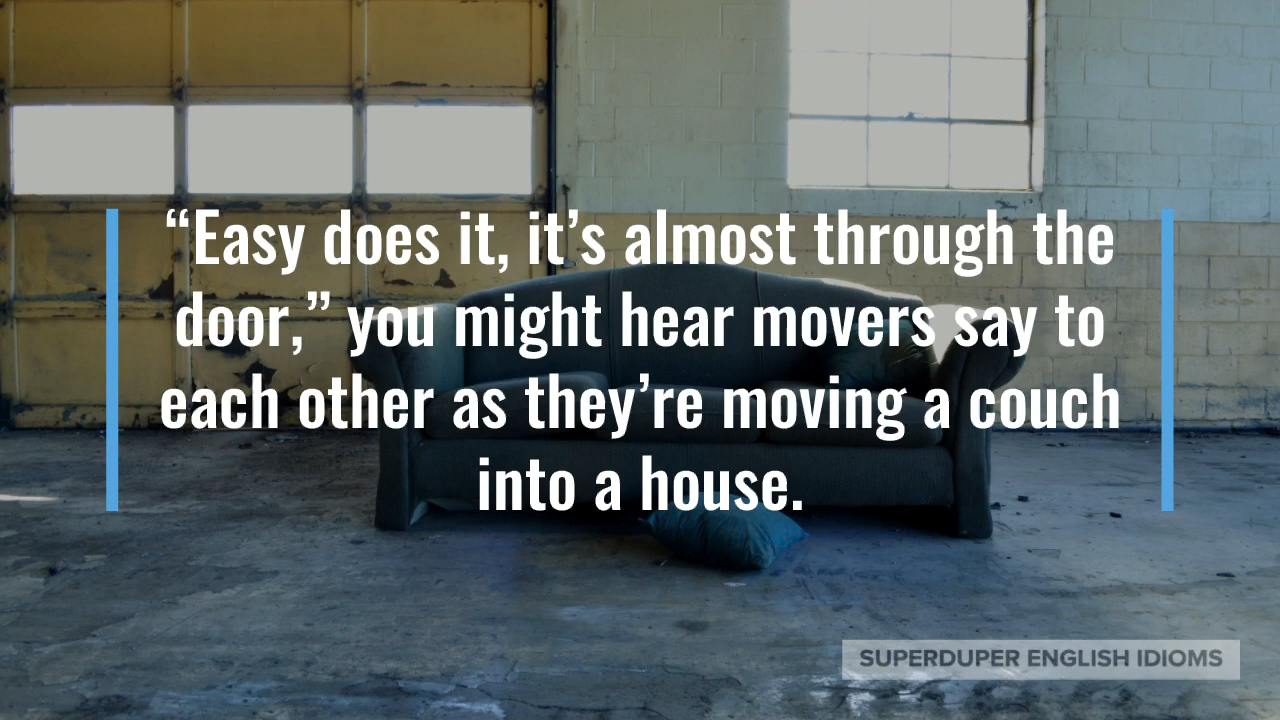 “Easy does it, it’s almost through the
door,” you might hear movers say to
each other as they’re moving a couch
into a house.
SUPERDUPER ENGLISH IDIOMS